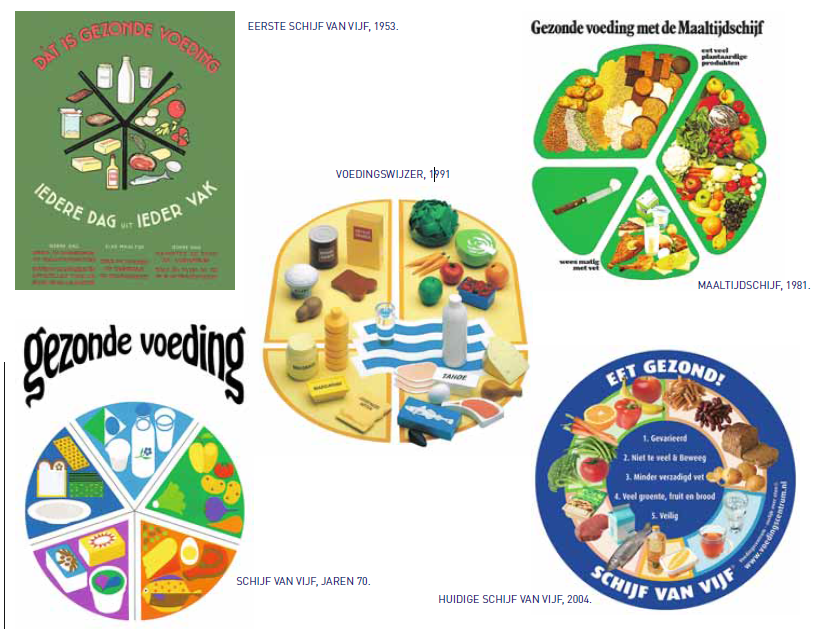 EERSTE SCHIJF VAN VIJF, 1953.
DÀT IS GEZONDE VOEDING
IEDERE DAG UIT IEDER VAK
Gezonde voeding met de Maaltijdschijf
eet veel
plantaardige
produkten
wees matig
met vet
MAALTIJDSCHIJF, 1981.
VOEDINGSWIJZER, 1991
TAHOE
MARGARINE
gezonde voeding
SCHIJF VAN VIJF, JAREN 70.
EET GEZOND!
1. Gevarieerd
2. Niet te veel & Beweeg
3. Minder verzadigd vet
4. Veel groente, fruit en brood
5. Veilig
www.voedingscentrum.nl
SCHIJF VAN VIJF
HUIDIGE SCHIJF VAN VIJF, 2004.